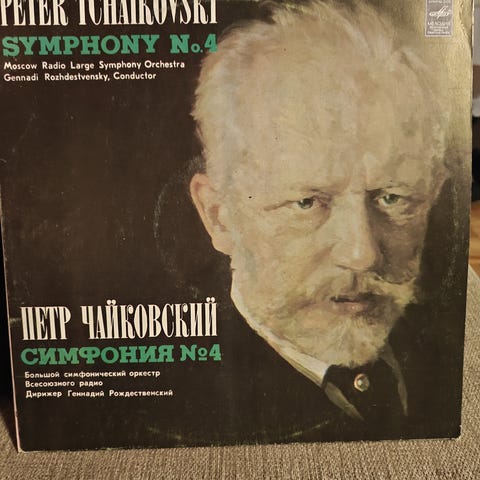 PETER TCHAIKOVSKI
SYMPHONY No.4
Moscow Radio Large Symphony Orchestra
Gennadi Rozhdestvensky, Conductor
ПЕТР ЧАЙКОВСКИЙ
СИМФОНИЯ №4
Большой симфонический оркестр
Всесоюзного радио
Дирижер Геннадий Рождественский